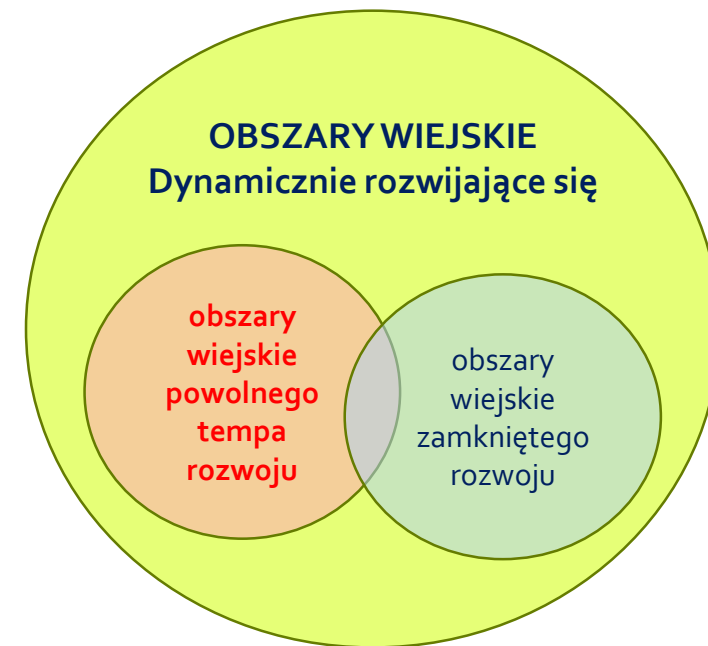 OBSZARY WIEJSKIE
Dynamicznie rozwijające się
obszary
wiejskie
powolnego
tempa
rozwoju
obszary
wiejskie
zamkniętego
rozwoju